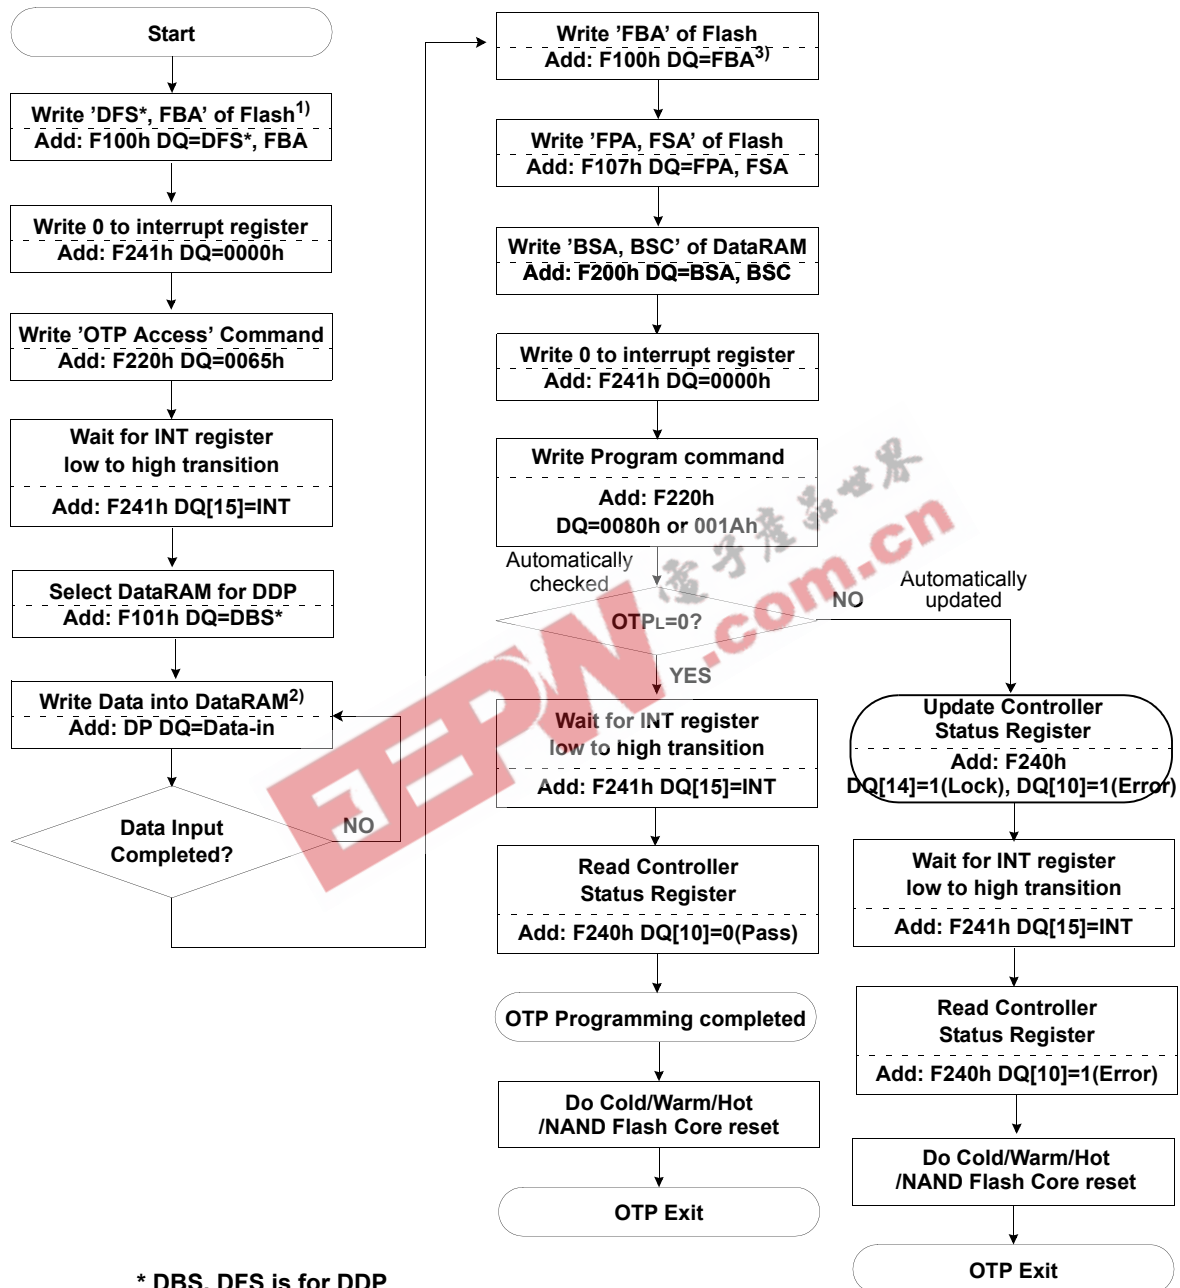 Start
Write ’DFS*, FBA’ of Flash1)
Add: F100h DQ=DFS*, FBA
Write 0 to interrupt register
Add: F241h DQ=0000h
Write ’OTP Access’ Command
Add: F220h DQ=0065h
Wait for INT register
low to high transition
Add: F241h DQ[15]=INT
Select DataRAM for DDP
Add: F101h DQ=DBS*
Write Data into DataRAM2)
Add: DP DQ=Data-in
Data Input
Completed?
NO
Write ’FBA’ of Flash
Add: F100h DQ=FBA3)
Write ’FPA, FSA’ of Flash
Add: F107h DQ=FPA, FSA
Write ’BSA, BSC’ of DataRAM
Add: F200h DQ=BSA, BSC
Write 0 to interrupt register
Add: F241h DQ=0000h
Write Program command
Add: F220h
DQ=0080h or 001Ah
Automatically
checked
OTPL=0?
YES
NO
Automatically
updated
Wait for INT register
low to high transition
Add: F241h DQ[15]=INT
Read Controller
Status Register
Add: F240h DQ[10]=0(Pass)
OTP Programming completed
Do Cold/Warm/Hot
/NAND Flash Core reset
OTP Exit
Update Controller
Status Register
Add: F240h
DQ[14]=1(Lock), DQ[10]=1(Error)
Wait for INT register
low to high transition
Add: F241h DQ[15]=INT
Read Controller
Status Register
Add: F240h DQ[10]=1(Error)
Do Cold/Warm/Hot
/NAND Flash Core reset
OTP Exit
* DBS, DFS is for DDP
EEPW
.com.cn
電子產品世界